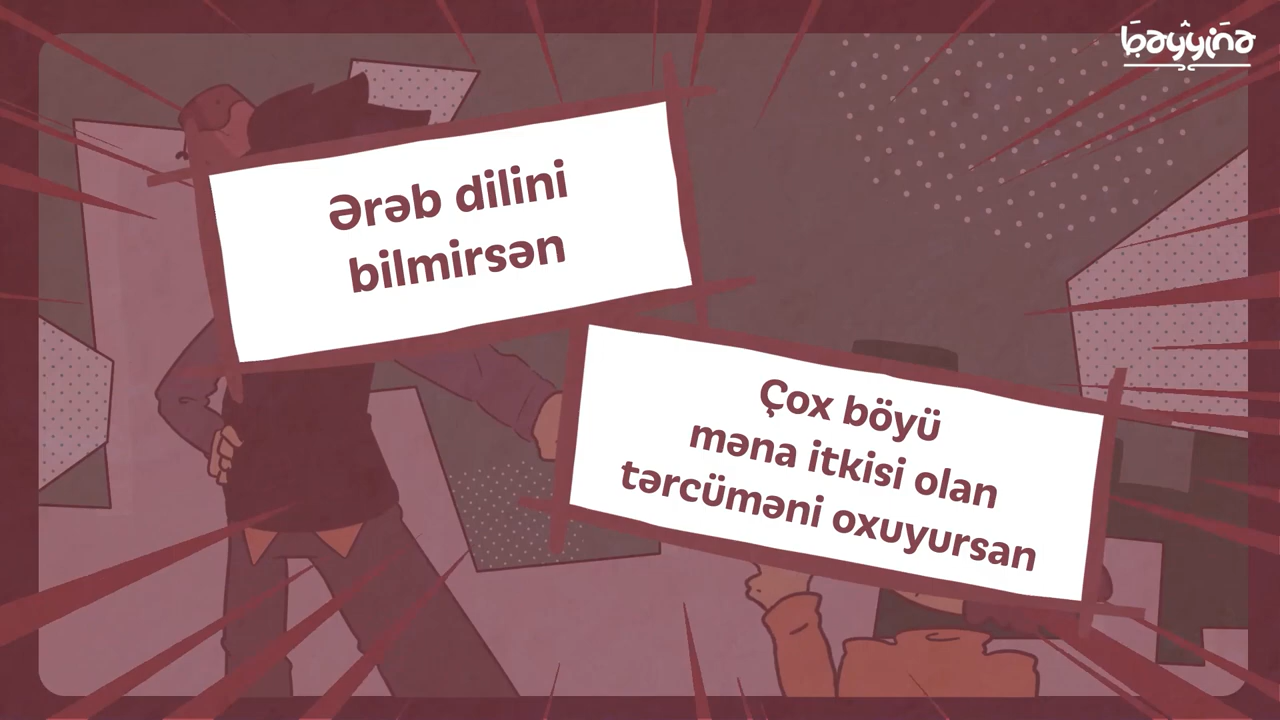 bayyina
Ərəb dilini
bilmirsən
Çox böyü
məna itkisi olan
tərcüməni oxuyursan